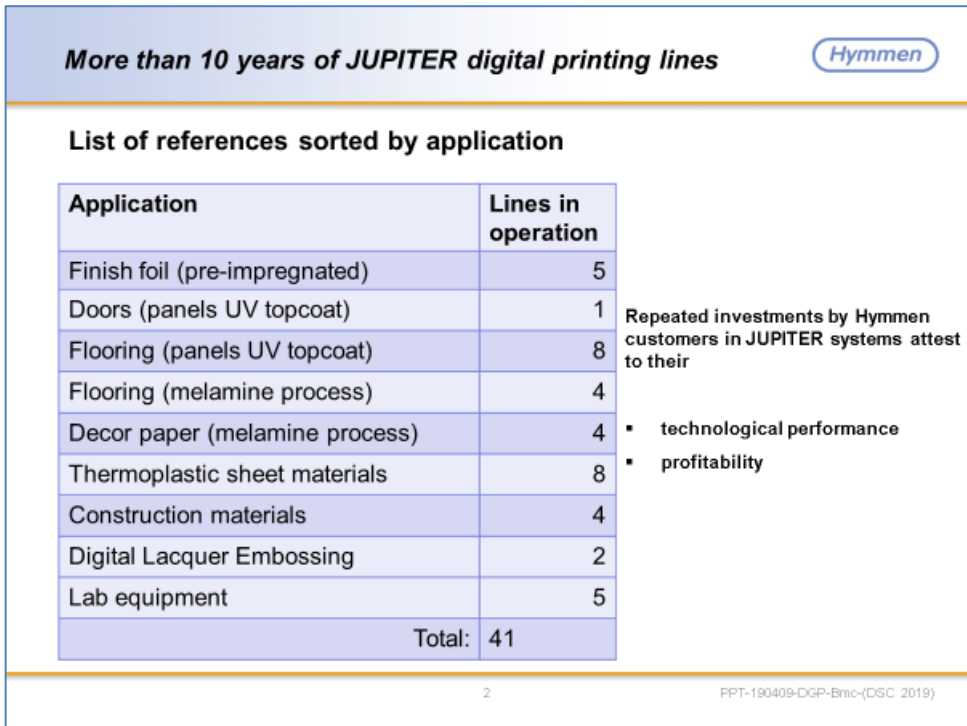 More than 10 years of JUPITER digital printing lines
Hymmen
List of references sorted by application
Application Lines in
operation
Finish foil (pre-impregnated) 5
Doors (panels UV topcoat) 1
Flooring (panels UV topcoat) 8
Flooring (melamine process) 4
Decor paper (melamine process) 4
Thermoplastic sheet materials 8
Construction materials 4
Digital Lacquer Embossing 2
Lab equipment 5
Total: 41
Repeated investments by Hymmen
customers in JUPITER systems attest
to their
▪ technological performance
▪ profitability
2
PPT-190409-DGP-Bmc-(DSC 2019)